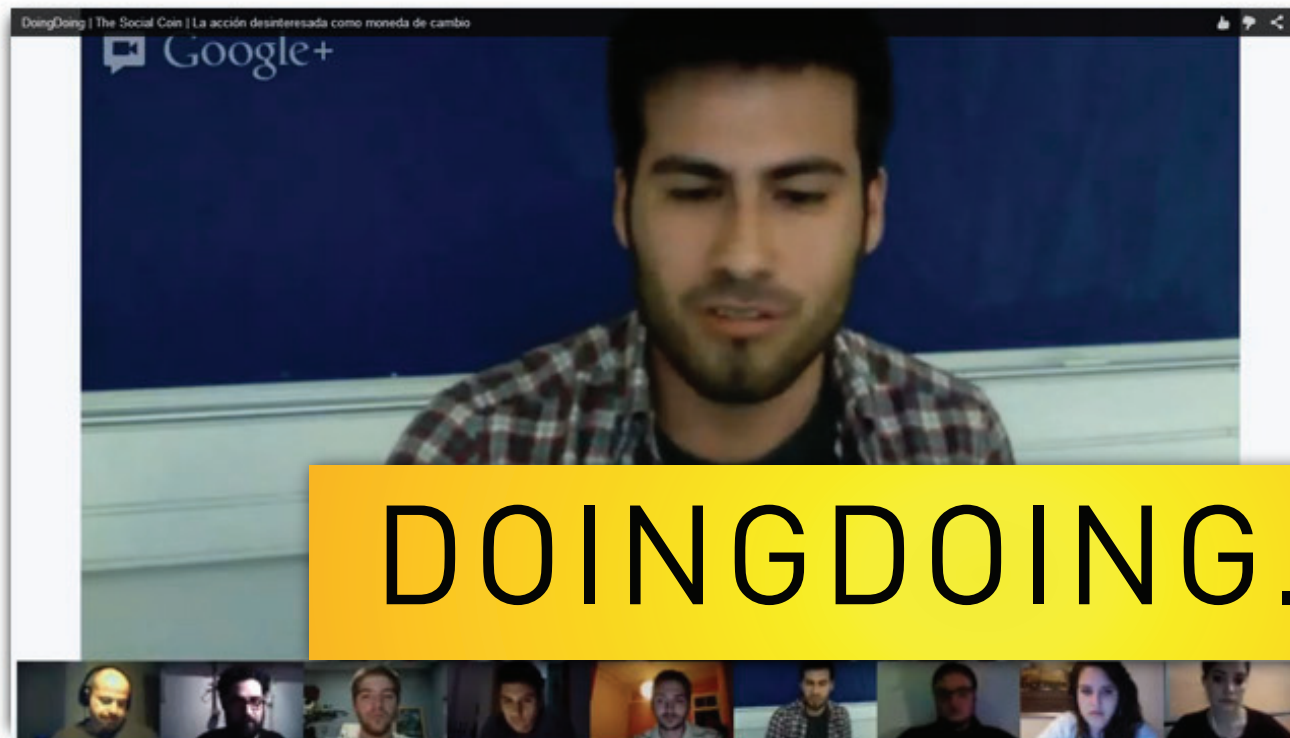 DoingDoing | The Social Coin | La acción desinteresada como moneda de cambio
Google+
DOINGDOING.